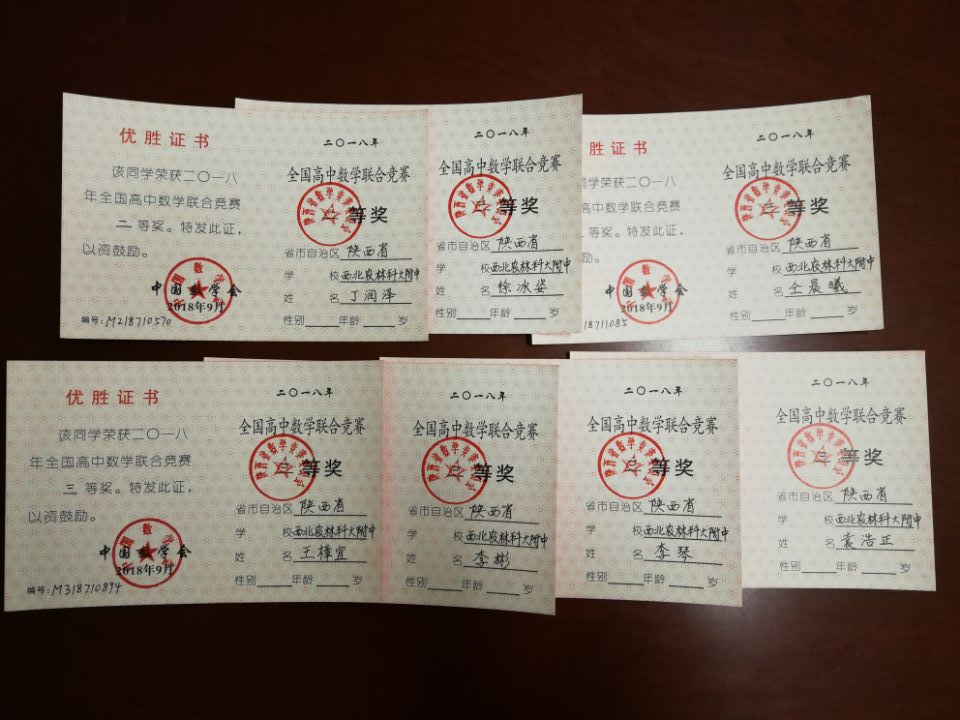 优胜证书
该同学荣获二〇一八
年全国高中数学联合竞赛
二 等奖。特发此证,
以资鼓励。
中国数学会
2018年9月
编号:M218710570
二〇一八年
全国高中数学联合竞赛
二等奖
省市自治区 陕西省
学 校 西北农林科大附中
姓 名 丁润泽
性别 年龄 岁
二〇一八年
全国高中数学联合竞赛
二等奖
省市自治区 陕西省
学 校 西北农林科大附中
姓 名 徐冰姿
性别 年龄 岁
胜证书
同学荣获二〇一八
全国高中数学联合竞赛
等奖。特发此证,
资鼓励。
中国数学会
2018年9月
18711085
二〇一八年
全国高中数学联合竞赛
二等奖
省市自治区 陕西省
学 校 西北农林科大附中
姓 名 仝晨曦
性别 年龄 岁
优胜证书
该同学荣获二〇一八
年全国高中数学联合竞赛
三 等奖。特发此证,
以资鼓励。
中国数学会
2018年9月
编号:M318710894
二〇一八年
全国高中数学联合竞赛
三等奖
省市自治区 陕西省
学 校 西北农林科大附中
姓 名 王樟宜
性别 年龄 岁
二〇一八年
全国高中数学联合竞赛
三等奖
省市自治区 陕西省
学 校 西北农林科大附中
姓 名 李彬
性别 年龄 岁
二〇一八年
全国高中数学联合竞赛
三等奖
省市自治区 陕西省
学 校 西北农林科大附中
姓 名 李琴
性别 年龄 岁
二〇一八年
全国高中数学联合竞赛
三等奖
省市自治区 陕西省
学 校 西北农林科大附中
姓 名 袁浩正
性别 年龄 岁